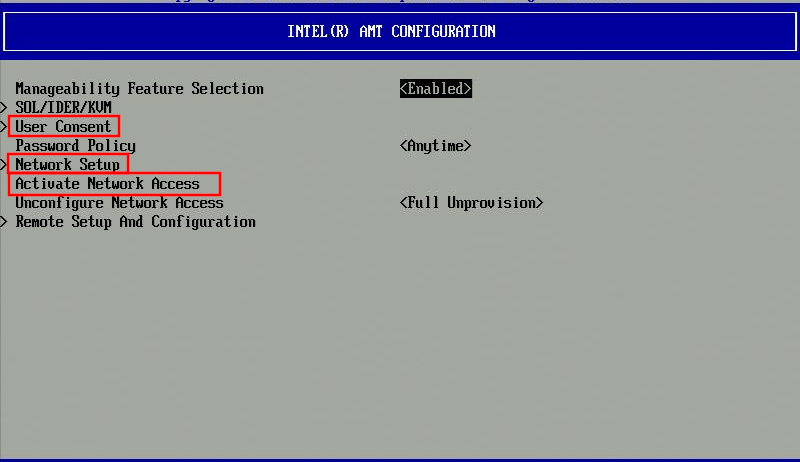 INTEL(R) AMT CONFIGURATION
Manageability Feature Selection <Enabled>
> SOL/IDER/KVM
> User Consent
Password Policy <Anytime>
> Network Setup
Activate Network Access
Unconfigure Network Access <Full Unprovision>
> Remote Setup And Configuration